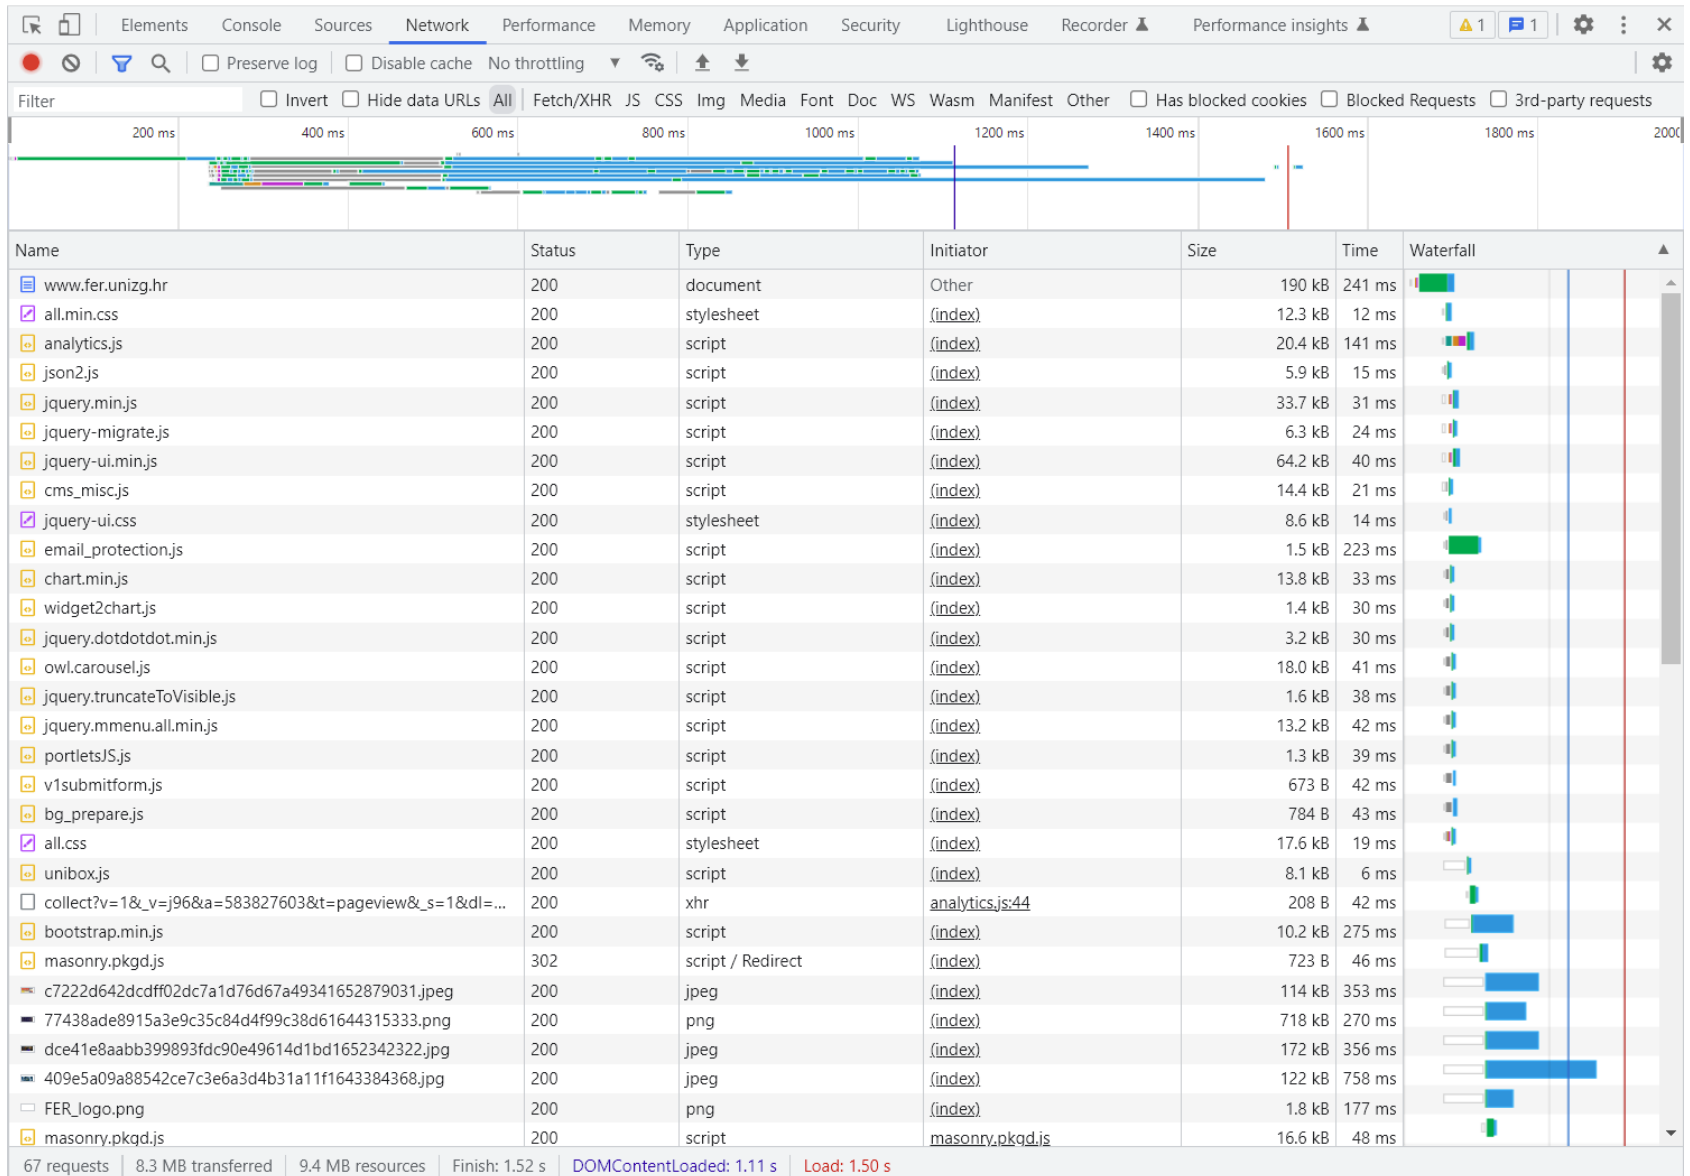 Elements Console Sources Network Performance Memory Application Security Lighthouse Recorder Performance insights 1 1
Preserve log Disable cache No throttling
Filter Invert Hide data URLs All Fetch/XHR JS CSS Img Media Font Doc WS Wasm Manifest Other Has blocked cookies Blocked Requests 3rd-party requests
200 ms 400 ms 600 ms 800 ms 1000 ms 1200 ms 1400 ms 1600 ms 1800 ms 2000
Name Status Type Initiator Size Time Waterfall
www.fer.unizg.hr 200 document Other 190 kB 241 ms
all.min.css 200 stylesheet (index) 12.3 kB 12 ms
analytics.js 200 script (index) 20.4 kB 141 ms
json2.js 200 script (index) 5.9 kB 15 ms
jquery.min.js 200 script (index) 33.7 kB 31 ms
jquery-migrate.js 200 script (index) 6.3 kB 24 ms
jquery-ui.min.js 200 script (index) 64.2 kB 40 ms
cms_misc.js 200 script (index) 14.4 kB 21 ms
jquery-ui.css 200 stylesheet (index) 8.6 kB 14 ms
email_protection.js 200 script (index) 1.5 kB 223 ms
chart.min.js 200 script (index) 13.8 kB 33 ms
widget2chart.js 200 script (index) 1.4 kB 30 ms
jquery.dotdotdot.min.js 200 script (index) 3.2 kB 30 ms
owl.carousel.js 200 script (index) 18.0 kB 41 ms
jquery.truncateToVisible.js 200 script (index) 1.6 kB 38 ms
jquery.mmenu.all.min.js 200 script (index) 13.2 kB 42 ms
portletsJS.js 200 script (index) 1.3 kB 39 ms
v1submitform.js 200 script (index) 673 B 42 ms
bg_prepare.js 200 script (index) 784 B 43 ms
all.css 200 stylesheet (index) 17.6 kB 19 ms
unibox.js 200 script (index) 8.1 kB 6 ms
collect?v=1&_v=j96&a=583827603&t=pageview&_s=1&dl=... 200 xhr analytics.js:44 208 B 42 ms
bootstrap.min.js 200 script (index) 10.2 kB 275 ms
masonry.pkgd.js 302 script / Redirect (index) 723 B 46 ms
c7222d642dcdff02dc7a1d76d67a49341652879031.jpeg 200 jpeg (index) 114 kB 353 ms
77438ade8915a3e9c35c84d4f99c38d61644315333.png 200 png (index) 718 kB 270 ms
dce41e8aabb399893fdc90e49614d1bd1652342322.jpg 200 jpeg (index) 172 kB 356 ms
409e5a09a88542ce7c3e6a3d4b31a11f1643384368.jpg 200 jpeg (index) 122 kB 758 ms
FER_logo.png 200 png (index) 1.8 kB 177 ms
masonry.pkgd.js 200 script masonry.pkgd.js 16.6 kB 48 ms
67 requests 8.3 MB transferred 9.4 MB resources Finish: 1.52 s DOMContentLoaded: 1.11 s Load: 1.50 s